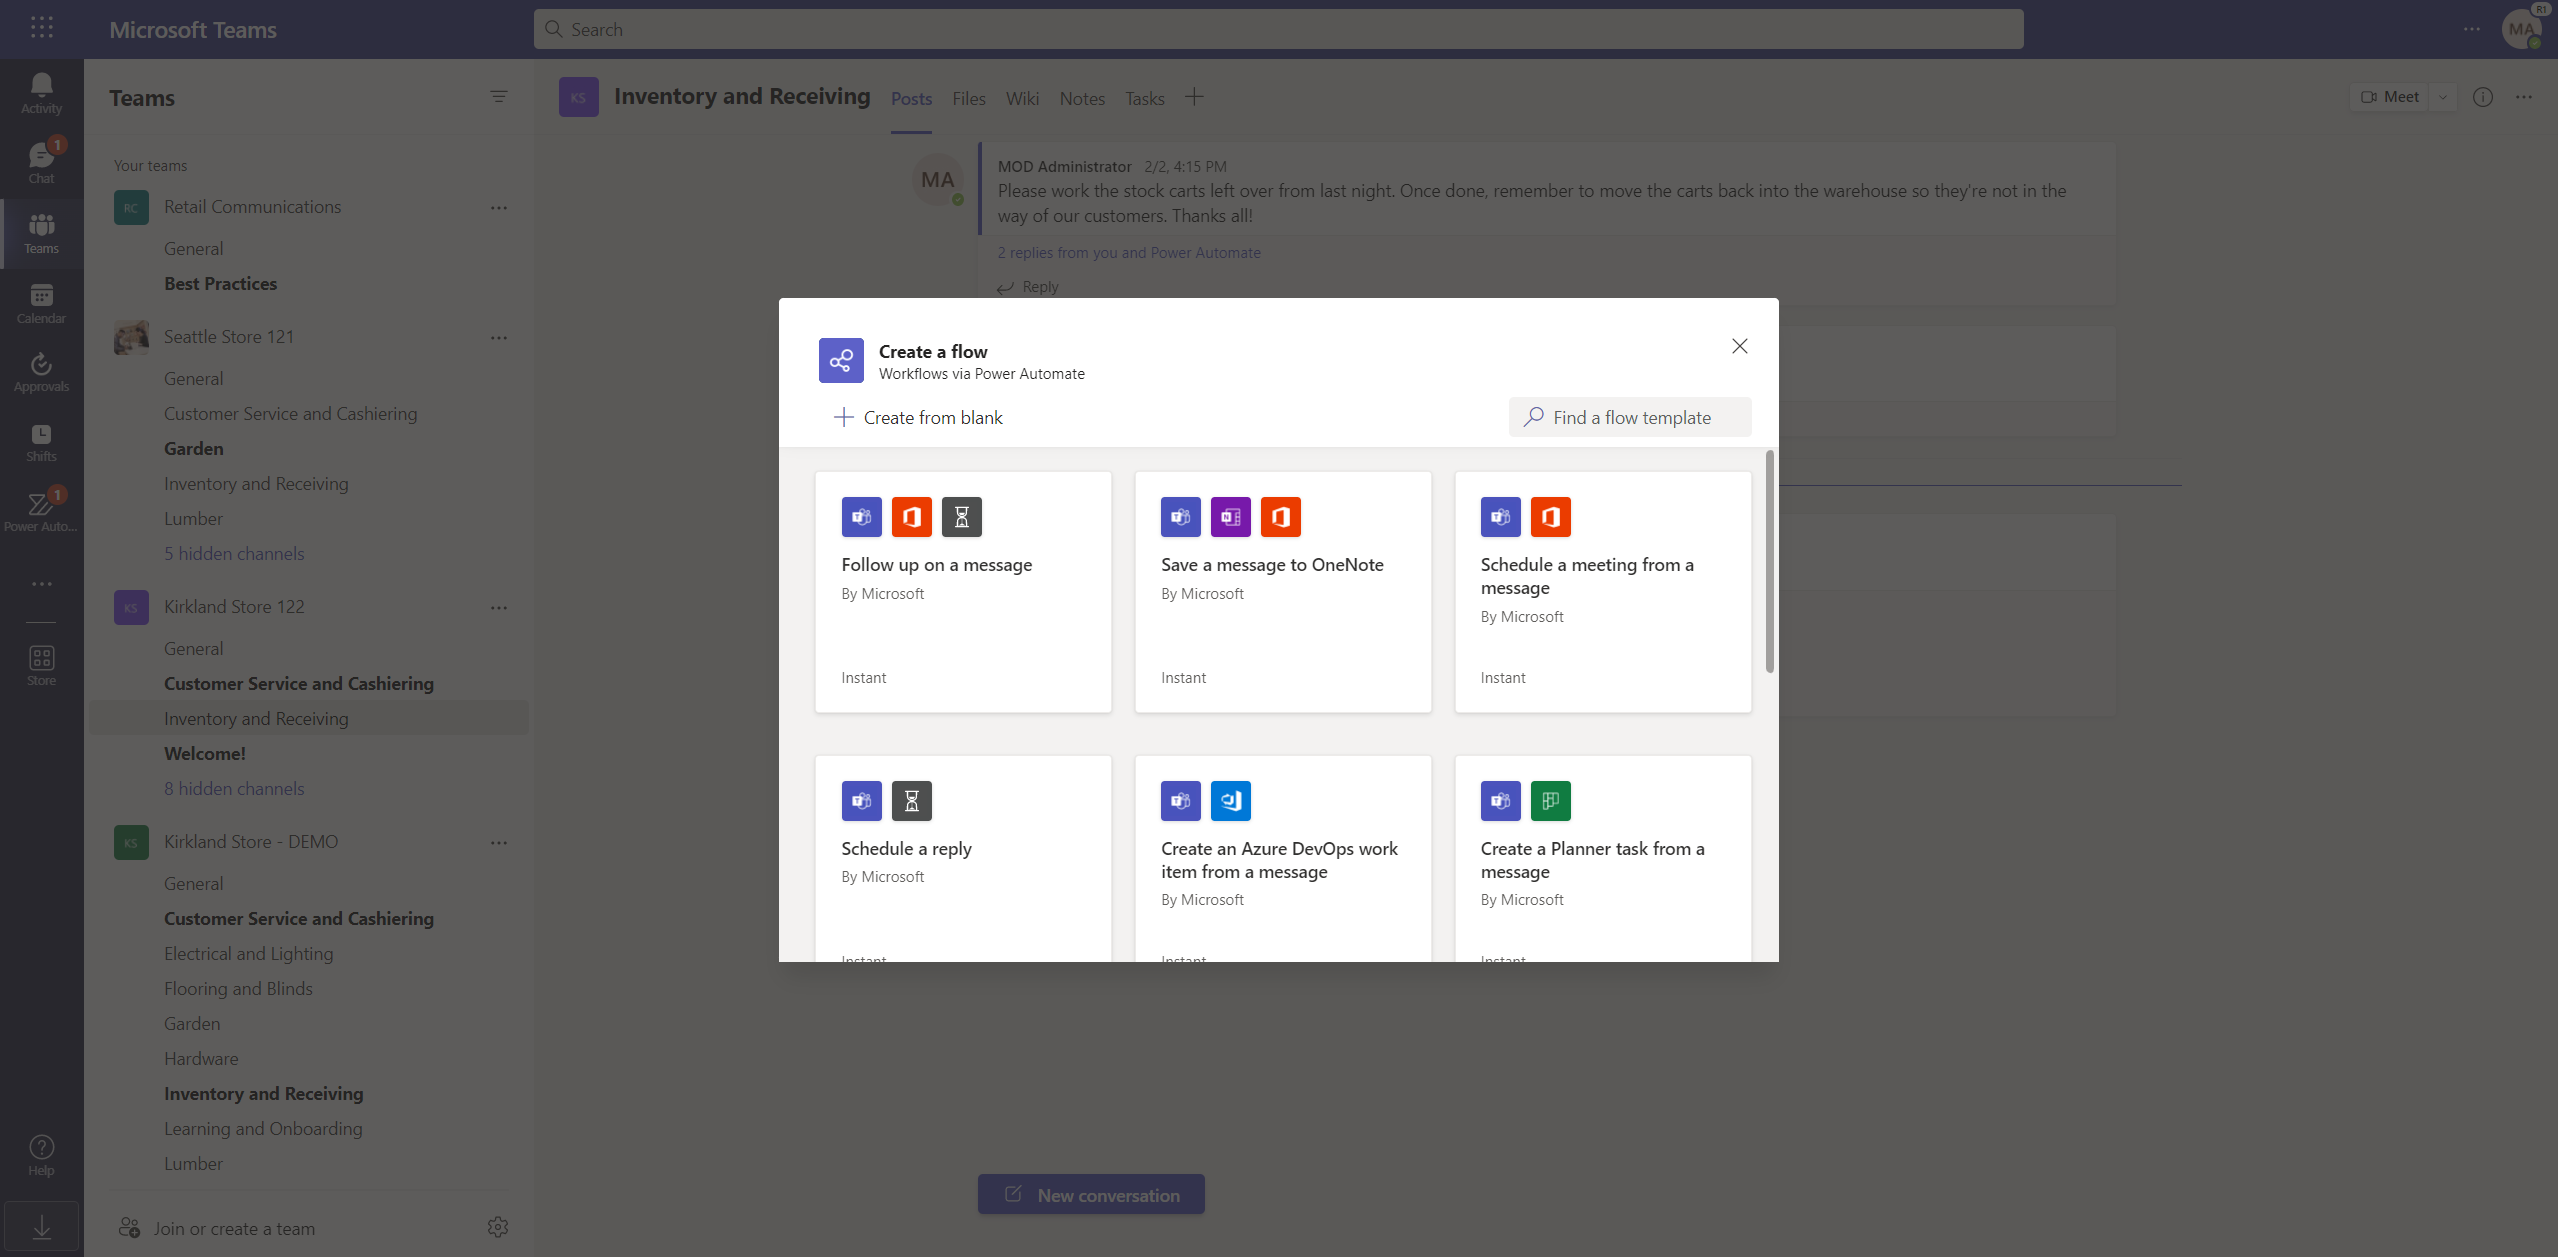 Microsoft Teams
Search
MA
R1
Activity
1
Chat
Teams
Calendar
Approvals
Shifts
1
Power Auto...
Store
Help
Teams
Your teams
RC
Retail Communications
General
Best Practices
Seattle Store 121
General
Customer Service and Cashiering
Garden
Inventory and Receiving
Lumber
5 hidden channels
KS
Kirkland Store 122
General
Customer Service and Cashiering
Inventory and Receiving
Welcome!
8 hidden channels
KS
Kirkland Store - DEMO
General
Customer Service and Cashiering
Electrical and Lighting
Flooring and Blinds
Garden
Hardware
Inventory and Receiving
Learning and Onboarding
Lumber
Join or create a team
KS
Inventory and Receiving
Posts
Files
Wiki
Notes
Tasks
Meet
MA
MOD Administrator 2/2, 4:15 PM
Please work the stock carts left over from last night. Once done, remember to move the carts back into the warehouse so they're not in the
way of our customers. Thanks all!
2 replies from you and Power Automate
Reply
Create a flow
Workflows via Power Automate
Create from blank
Find a flow template
Follow up on a message
By Microsoft
Instant
Save a message to OneNote
By Microsoft
Instant
Schedule a meeting from a
message
By Microsoft
Instant
Schedule a reply
By Microsoft
Instant
Create an Azure DevOps work
item from a message
By Microsoft
Instant
Create a Planner task from a
message
By Microsoft
Instant
New conversation